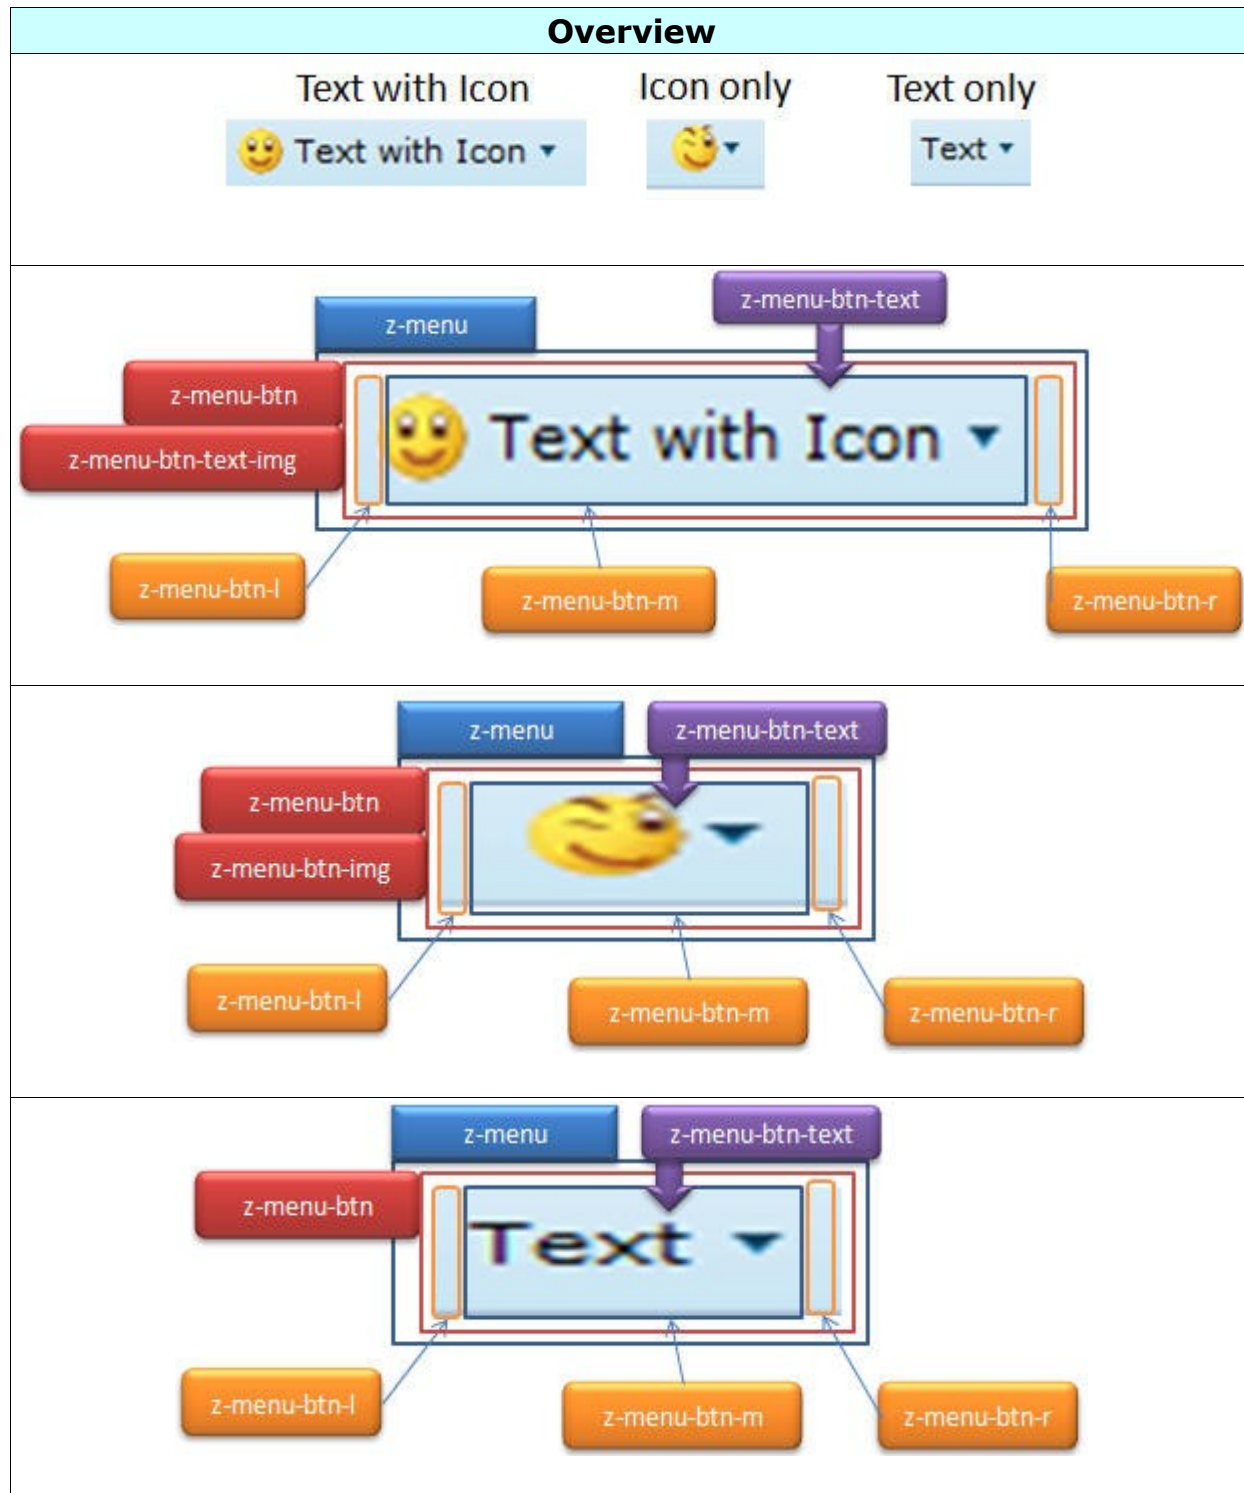 Overview
Text with Icon
Icon only
Text only
Text with Icon
Text
z-menu-btn-text
z-menu
z-menu-btn
z-menu-btn-text-img
Text with Icon
z-menu-btn-l
z-menu-btn-m
z-menu-btn-r
z-menu
z-menu-btn-text
z-menu-btn
z-menu-btn-img
z-menu-btn-l
z-menu-btn-m
z-menu-btn-r
z-menu
z-menu-btn-text
z-menu-btn
Text
z-menu-btn-l
z-menu-btn-m
z-menu-btn-r